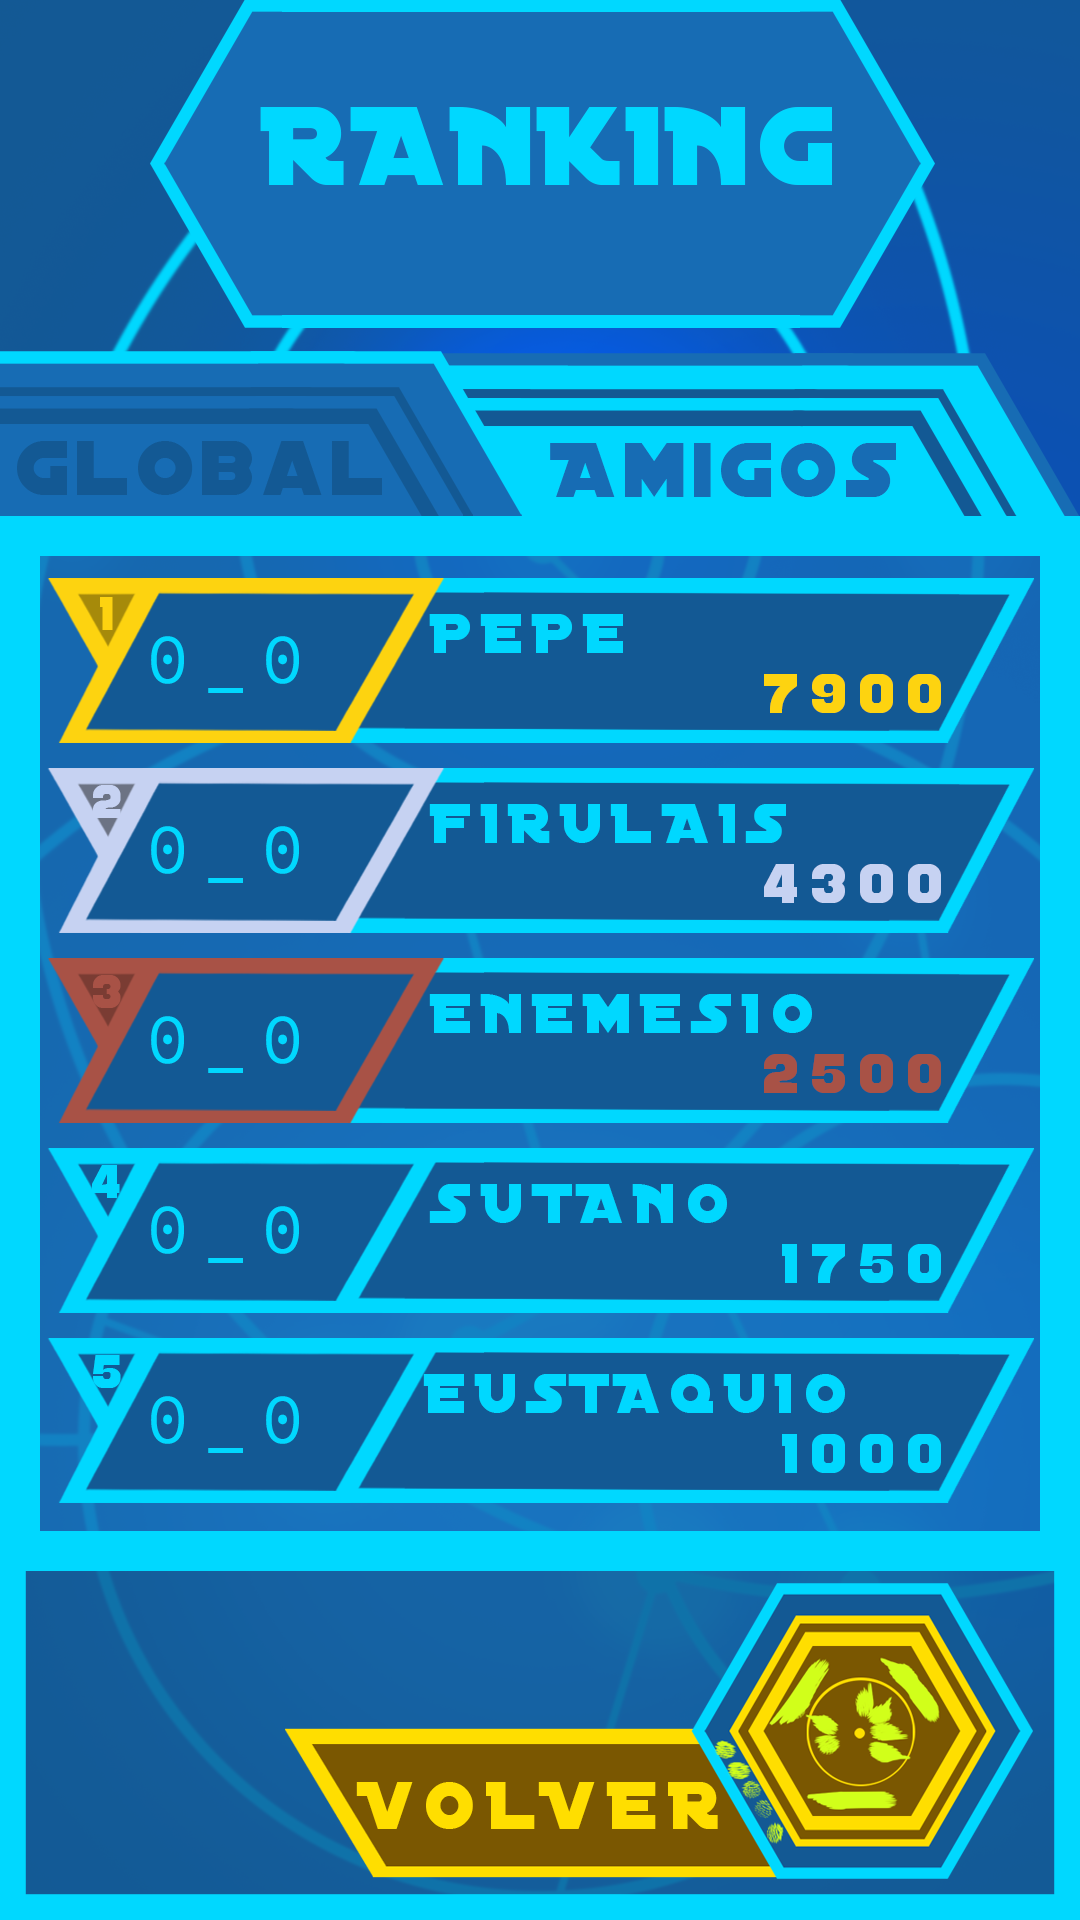 RANKING
GLOBAL AMIGOS
1
0_0
PEPE
7900
2
0_0
FIRULAIS
4300
3
0_0
ENEMESIO
2500
4
0_0
SUTANO
1750
5
0_0
EUSTAQUIO
1000
VOLVER